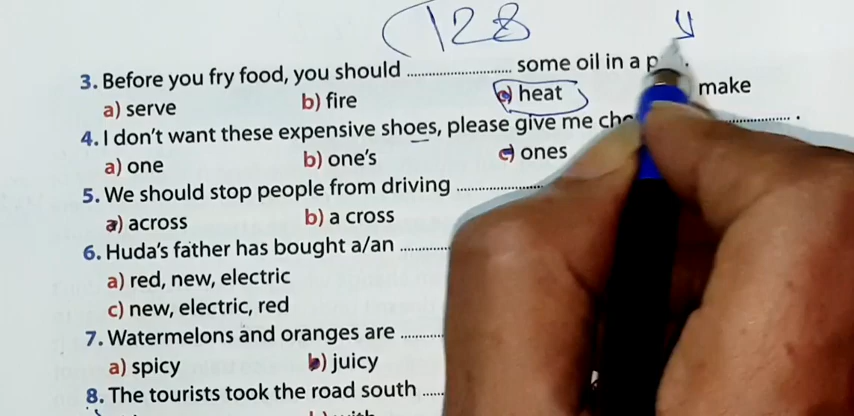 128
3. Before you fry food, you should .................. some oil in a
a) serve b) fire c) heat make
4. I don't want these expensive shoes, please give me .
a) one b) one's c) ones
5. We should stop people from driving ..................
a) across b) a cross
6. Huda's father has bought a/an ..........
a) red, new, electric
c) new, electric, red
7. Watermelons and oranges are ..........
a) spicy b) juicy
8. The tourists took the road south .....